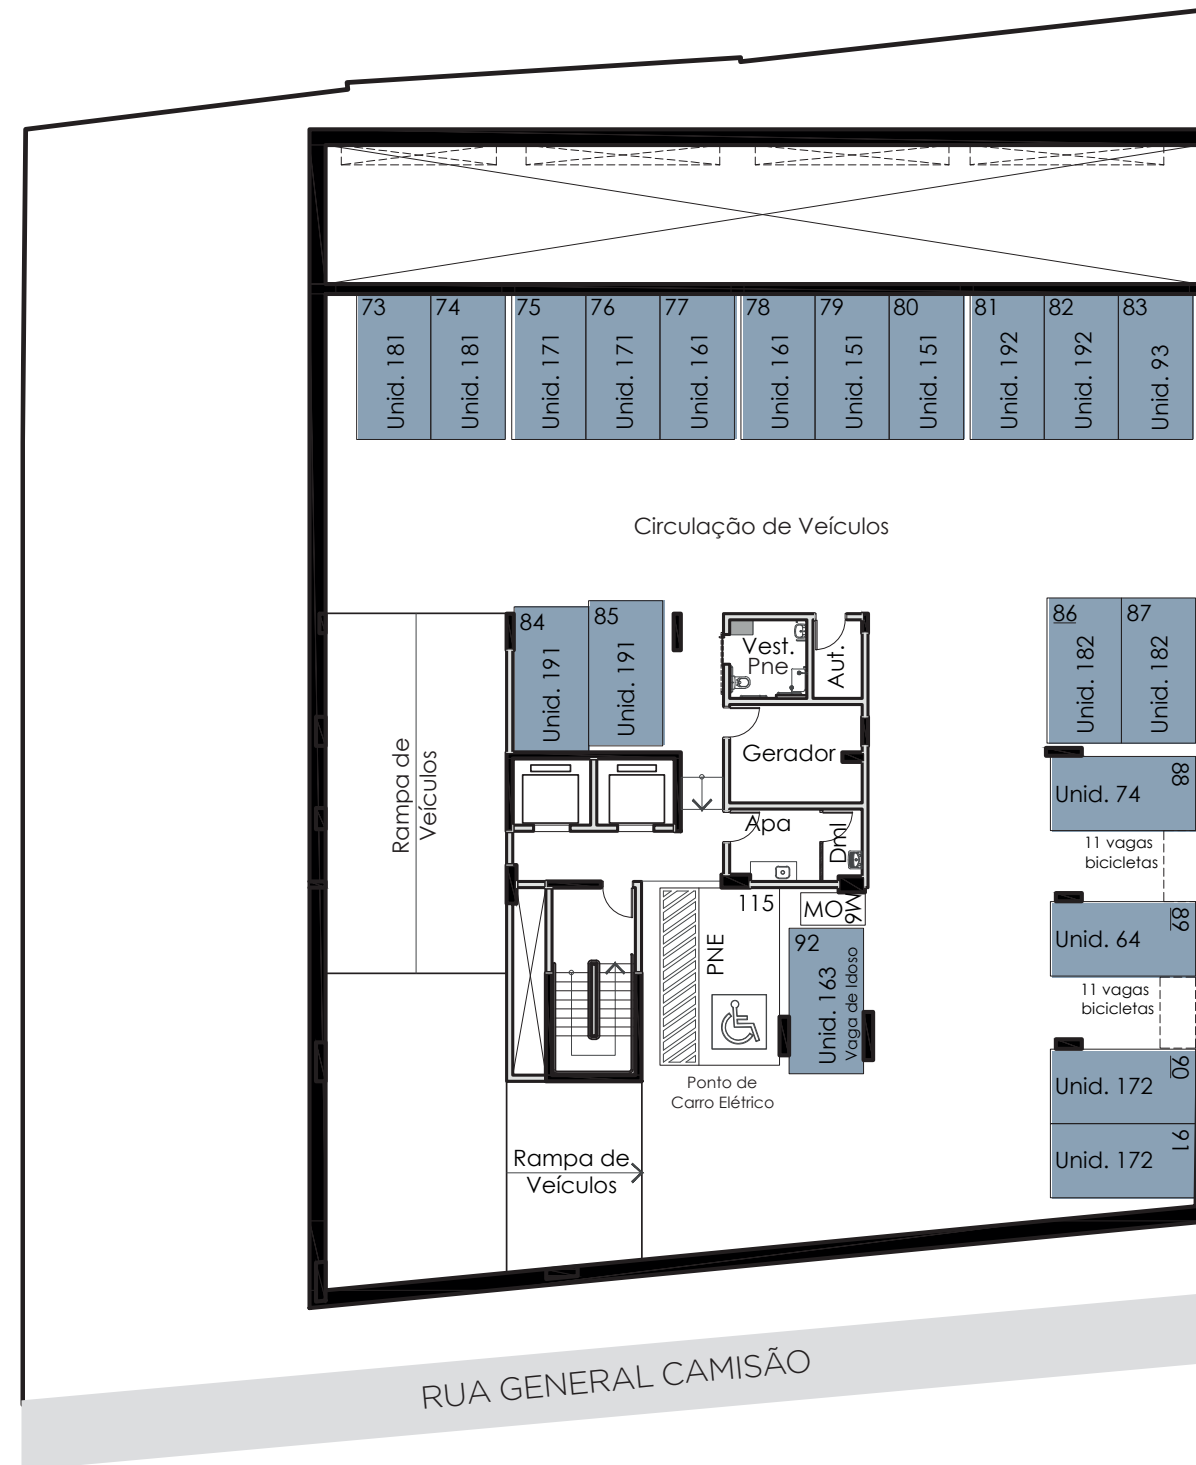 73
Unid. 181
74
Unid. 181
75
Unid. 171
76
Unid. 171
77
Unid. 161
78
Unid. 161
79
Unid. 151
80
Unid. 151
81
Unid. 192
82
Unid. 192
83
Unid. 93
Circulação de Veículos
84
Unid. 191
85
Unid. 191
Vest.
Pne
Aut.
86
Unid. 182
87
Unid. 182
Rampa de
Veículos
Gerador
88
Unid. 74
Apa
Dml
11 vagas
bicicletas
115
PNE
MO
M6
89
Unid. 64
92
Unid. 163
Vaga de Idoso
11 vagas
bicicletas
Ponto de
Carro Elétrico
90
Unid. 172
91
Unid. 172
Rampa de
Veículos
RUA GENERAL CAMISÃO